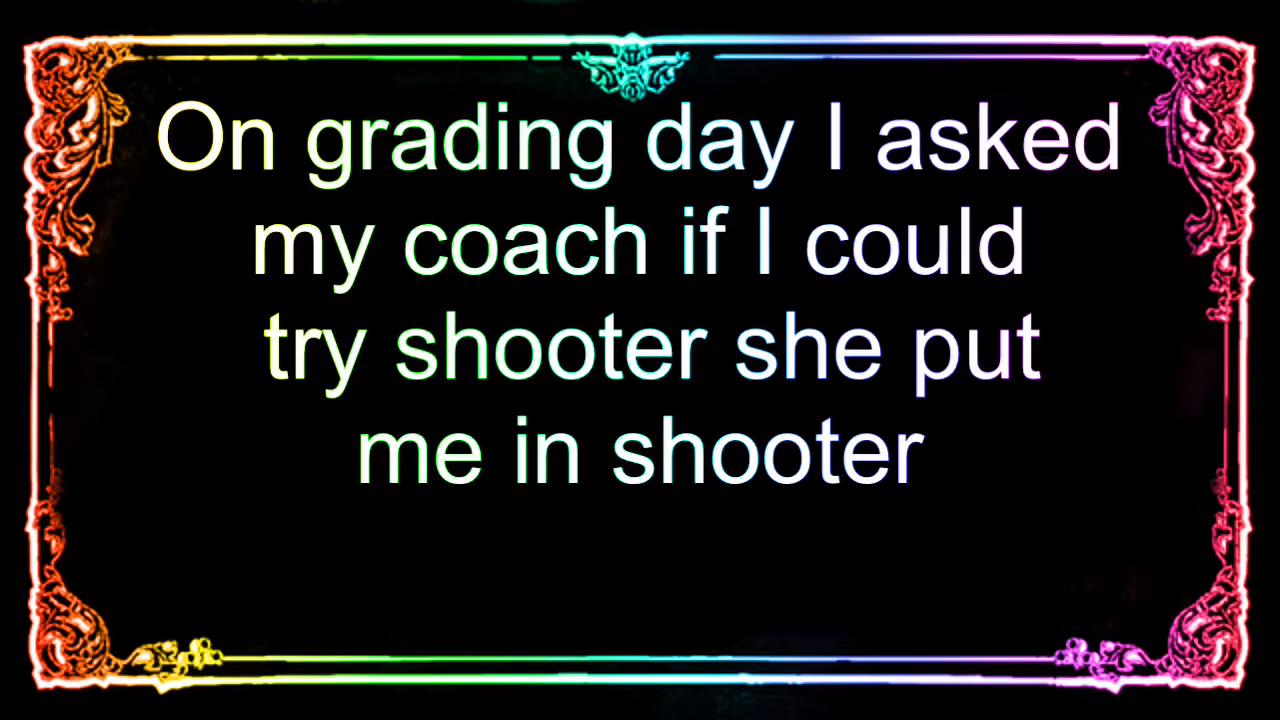 On grading day I asked
my coach if I could
try shooter she put
me in shooter